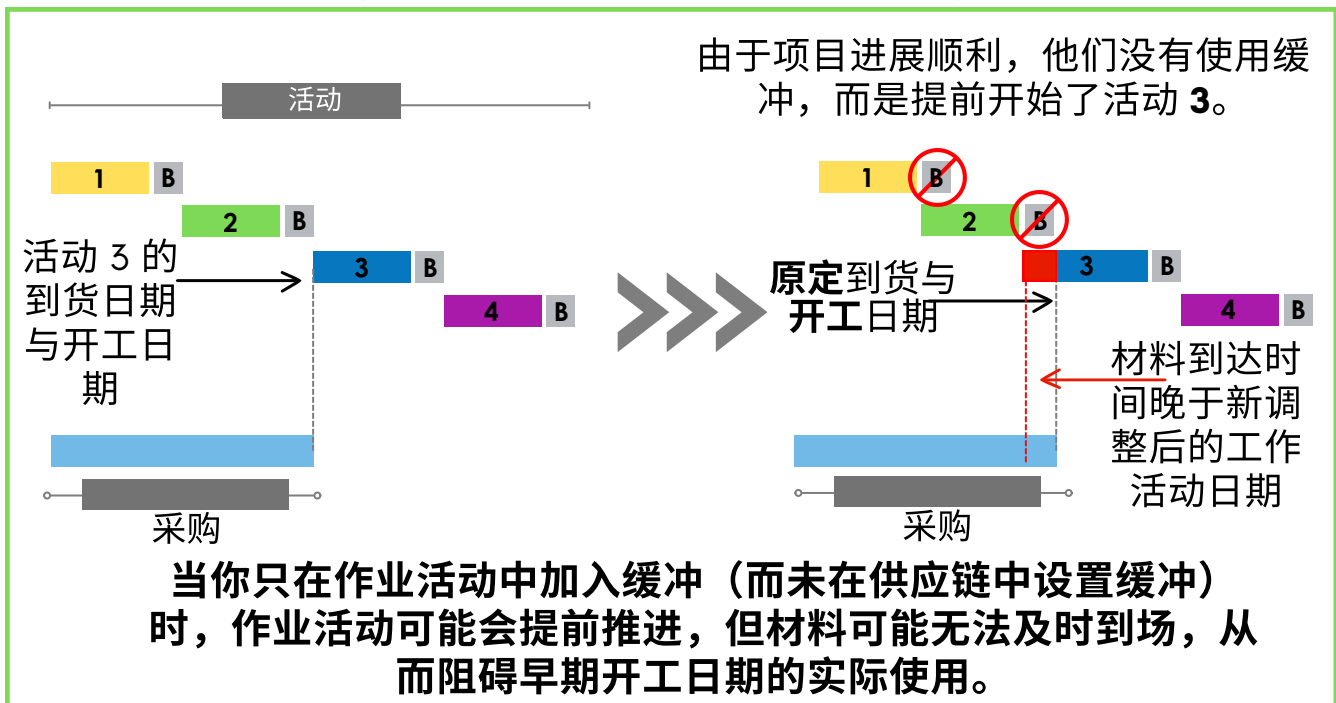 由于项目进展顺利，他们没有使用缓
冲，而是提前开始了活动 3。
活动
1
B
2
B
活动 3 的
到货日期
与开工日
期
3
B
4
B
采购
1
B
2
B
原定到货与
开工日期
3
B
4
B
材料到达时
间晚于新调
整后的工作
活动日期
采购
当你只在作业活动中加入缓冲（而未在供应链中设置缓冲）
时，作业活动可能会提前推进，但材料可能无法及时到场，从
而阻碍早期开工日期的实际使用。